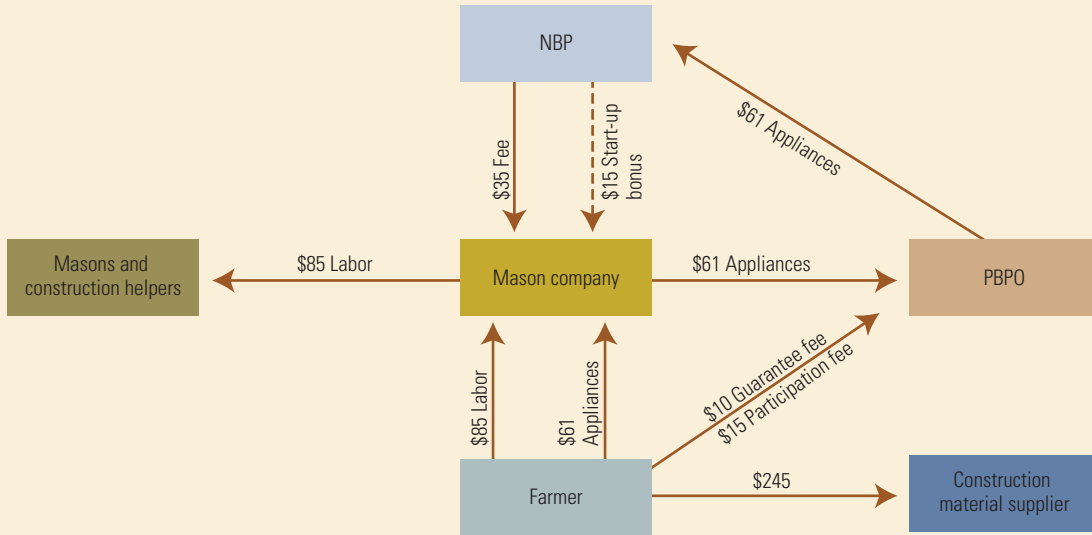 NBP
$61 Appliances
$35 Fee
$15 Start-up
bonus
Masons and
construction helpers
$85 Labor
Mason company
$61 Appliances
PBPO
$85 Labor
$61
Appliances
$10 Guarantee fee
$15 Participation fee
Farmer
$245
Construction
material supplier